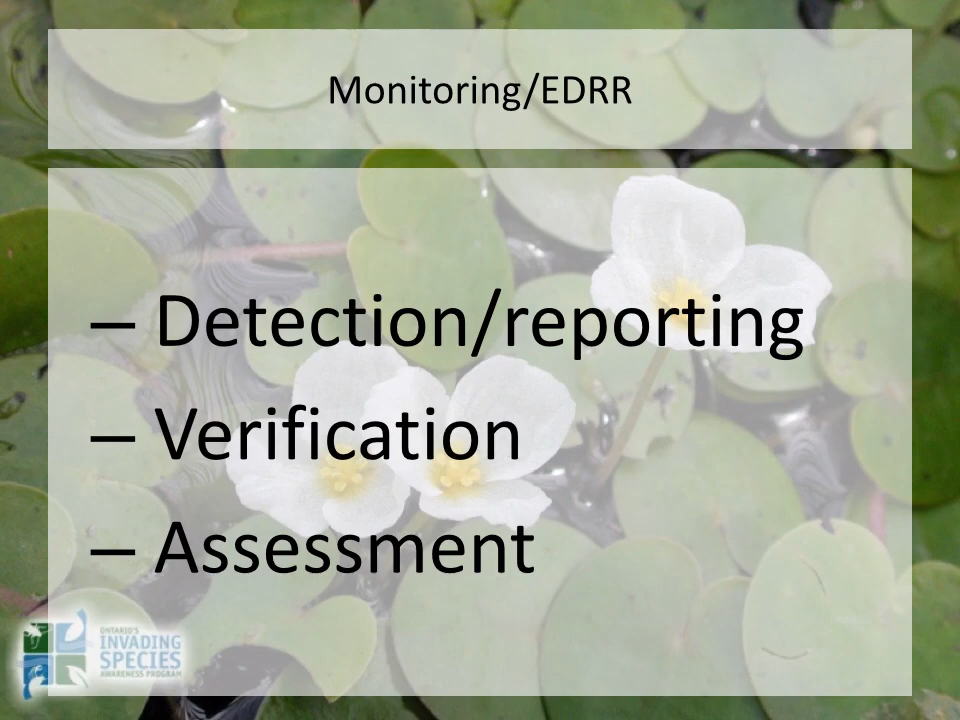 Monitoring/EDRR
– Detection/reporting
– Verification
– Assessment
ONTARIO'S
INVADING
SPECIES
AWARENESS PROGRAM